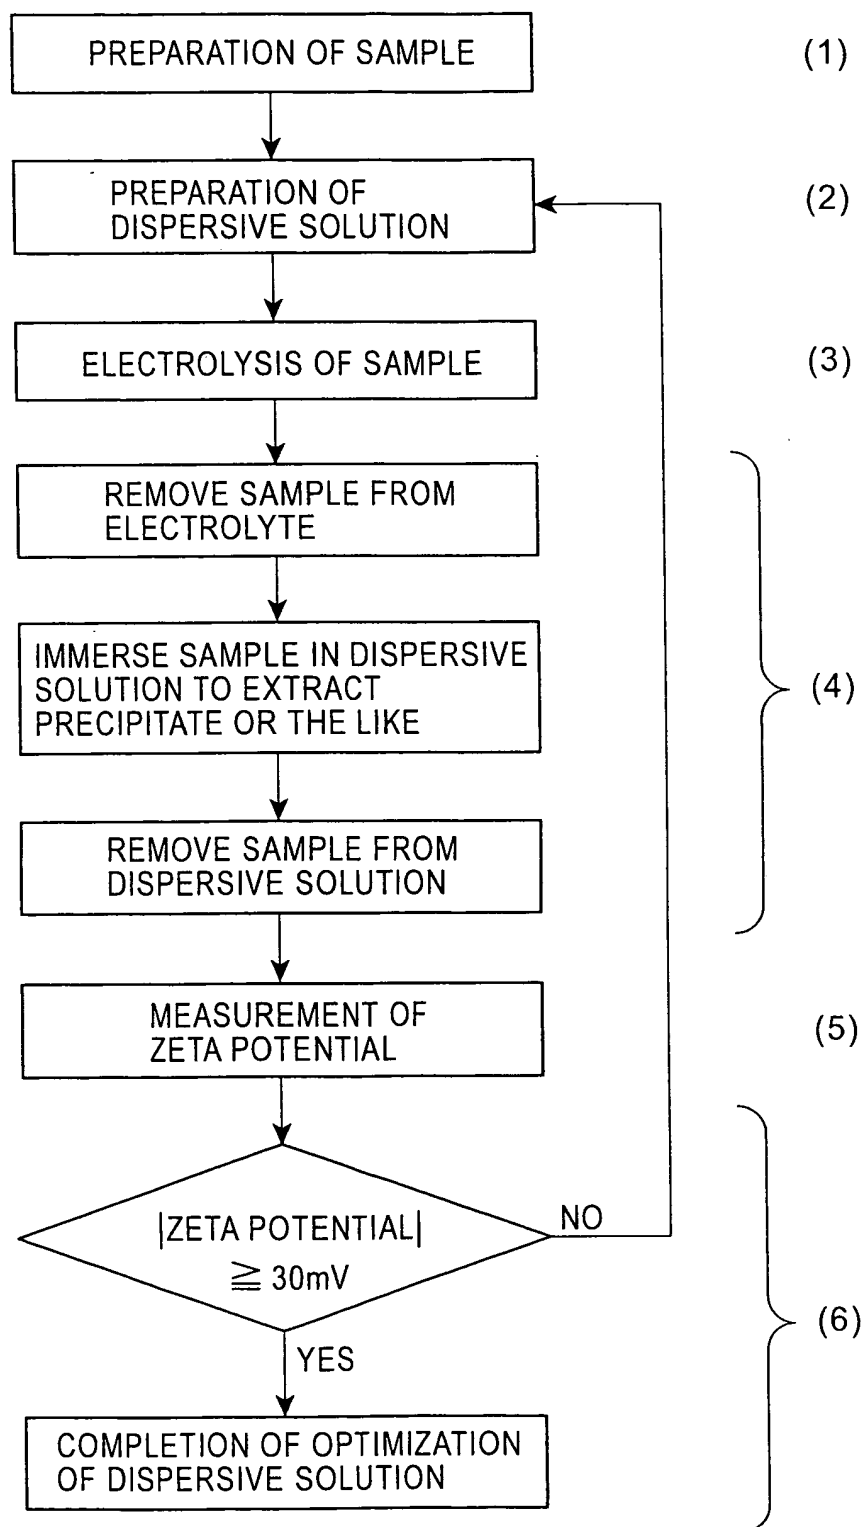 PREPARATION OF SAMPLE
(1)
PREPARATION OF
DISPERSIVE SOLUTION
(2)
ELECTROLYSIS OF SAMPLE
(3)
REMOVE SAMPLE FROM
ELECTROLYTE
IMMERSE SAMPLE IN DISPERSIVE
SOLUTION TO EXTRACT
PRECIPITATE OR THE LIKE
(4)
REMOVE SAMPLE FROM
DISPERSIVE SOLUTION
MEASUREMENT OF
ZETA POTENTIAL
(5)
|ZETA POTENTIAL|
≧ 30mV
NO
(6)
YES
COMPLETION OF OPTIMIZATION
OF DISPERSIVE SOLUTION